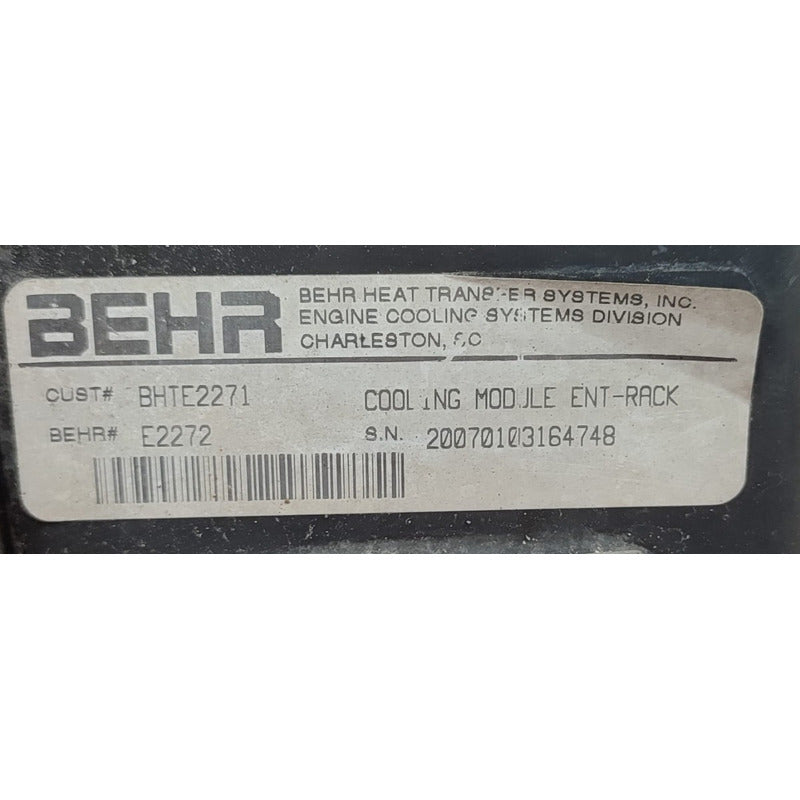 BEHR
BEHR HEAT TRANSFER SYSTEMS, INC.
ENGINE COOLING SYSTEMS DIVISION
CHARLESTON, SC
CUST# BHTE2271 COOLING MODULE ENT-RACK
BEHR# E2272 S.N. 20070103164748